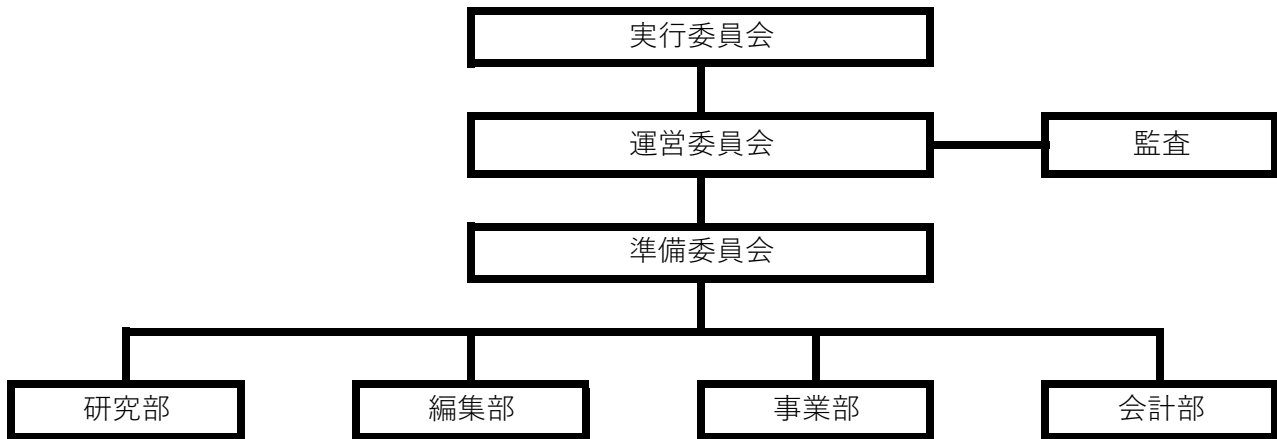 実行委員会
運営委員会
監査
準備委員会
研究部
編集部
事業部
会計部